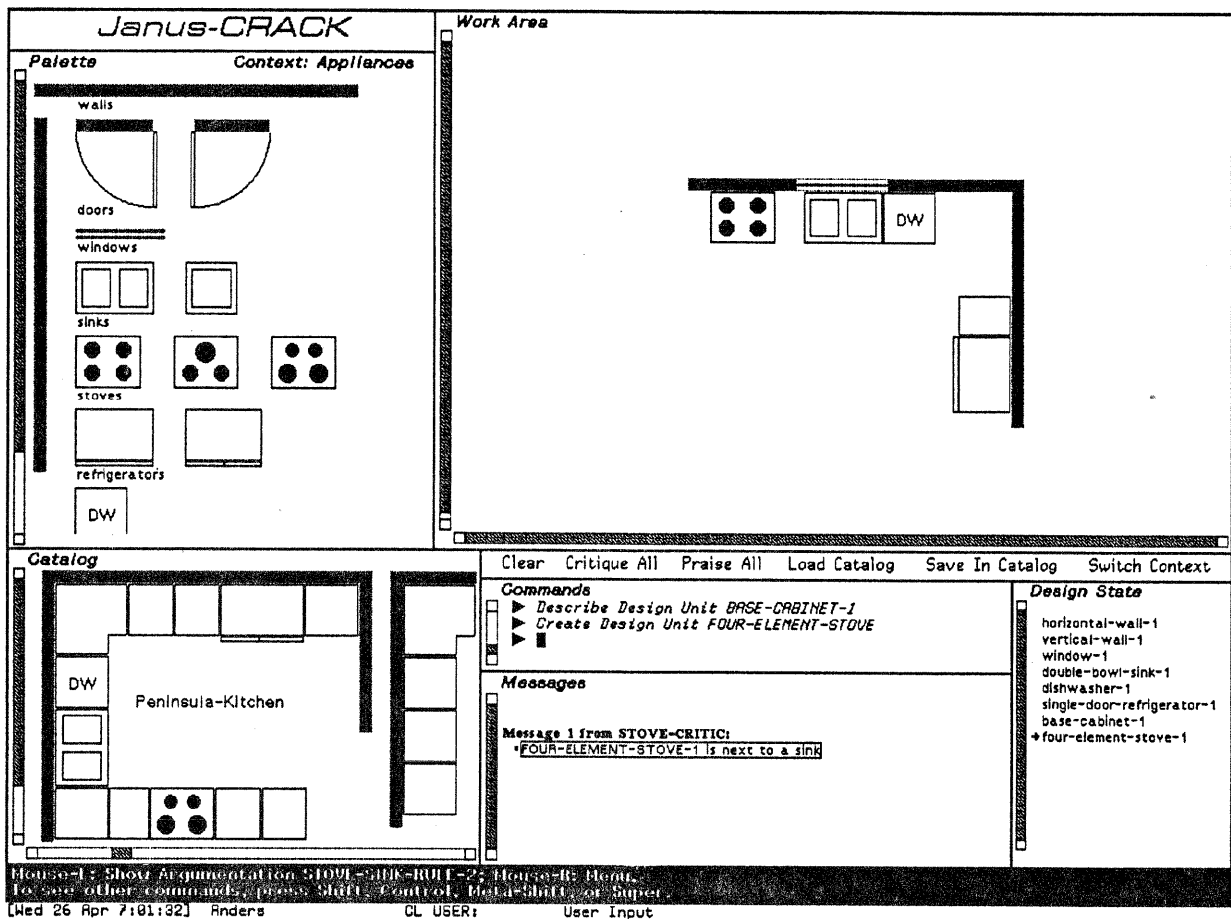 Janus-CRACK
Palette
Context: Appliances
walls
doors
windows
sinks
stoves
refrigerators
DW
Work Area
DW
Catalog
DW
Peninsula-Kitchen
Clear Critique All Praise All Load Catalog Save In Catalog Switch Context
Commands
Describe Design Unit BASE-CABINET-1
Create Design Unit FOUR-ELEMENT-STOVE
Messages
Message 1 from STOVE-CRITIC:
FOUR-ELEMENT-STOVE-1 is next to a sink
Design State
horizontal-wall-1
vertical-wall-1
window-1
double-bowl-sink-1
dishwasher-1
single-door-refrigerator-1
base-cabinet-1
four-element-stove-1
Mouse-L: Show Argumentation STOVE-SINK-RULE-2; Mouse-R: Menu.
To see other commands, press Shift, Control, Meta-Shift, or Super.
[Wed 26 Apr 7:01:32] Anders CL USER: User Input